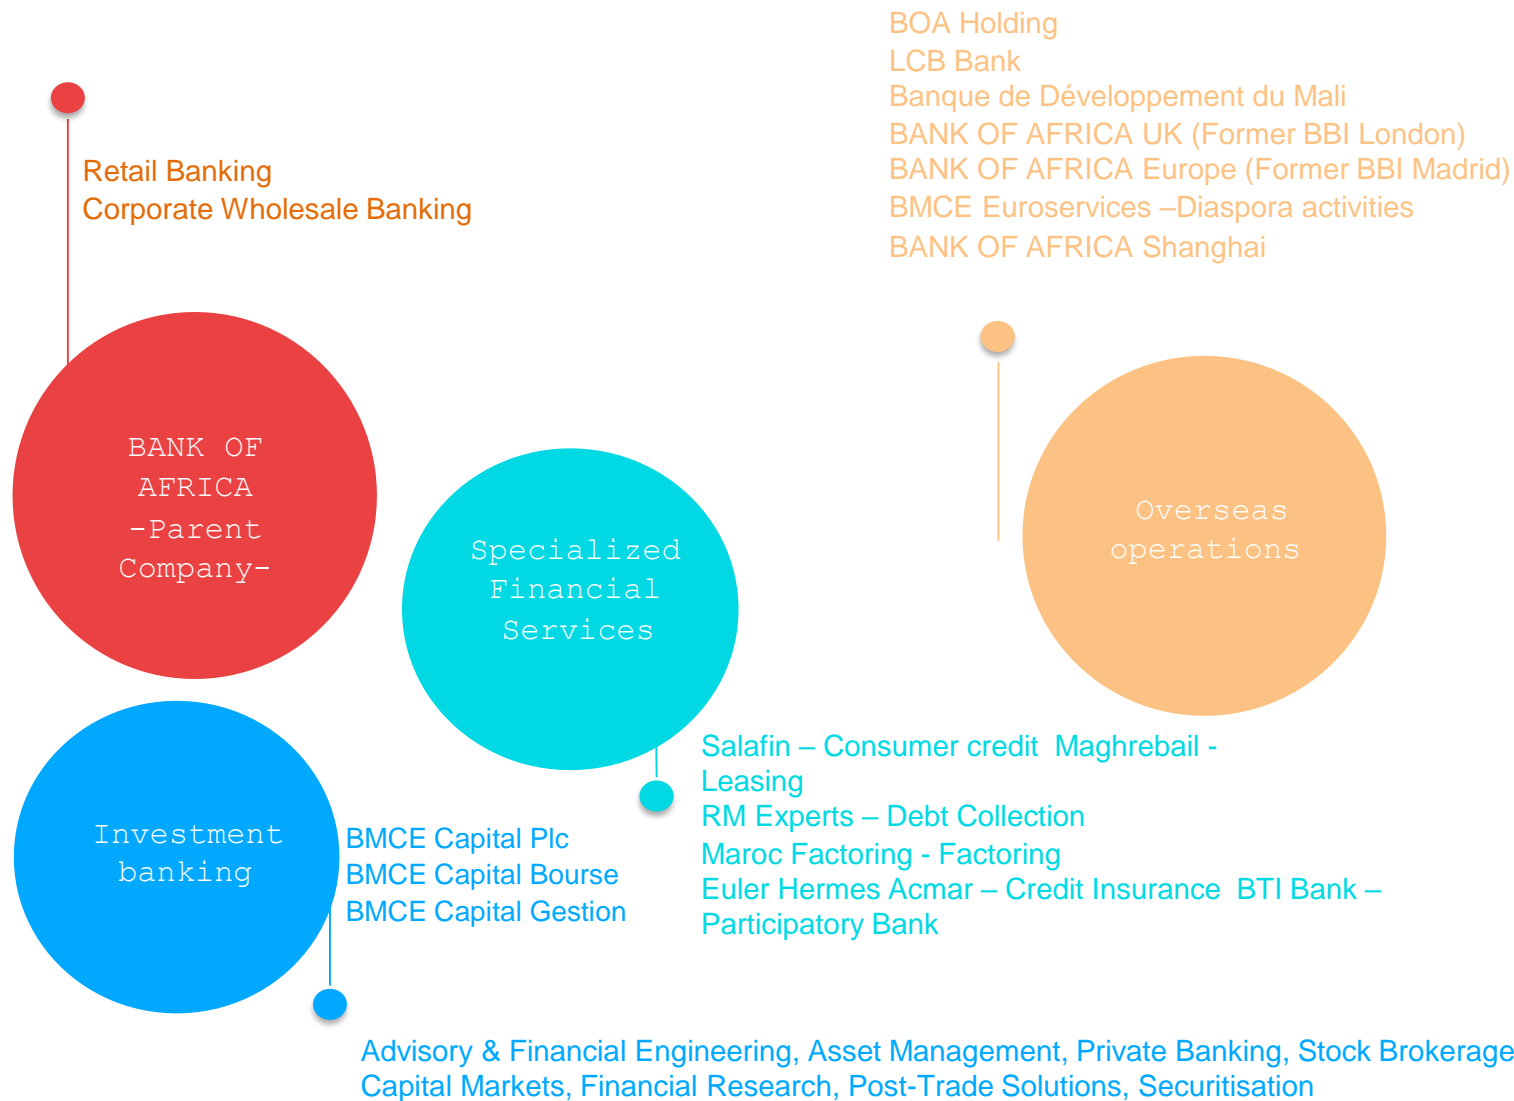 BOA Holding
LCB Bank
Banque de Développement du Mali
BANK OF AFRICA UK (Former BBI London)
BANK OF AFRICA Europe (Former BBI Madrid)
BMCE Euroservices –Diaspora activities
BANK OF AFRICA Shanghai
Retail Banking
Corporate Wholesale Banking
BANK OF
AFRICA
-Parent
Company-
Specialized
Financial
Services
Overseas
operations
Salafin – Consumer credit  Maghrebail -
Leasing
RM Experts – Debt Collection
Maroc Factoring - Factoring
Euler Hermes Acmar – Credit Insurance  BTI Bank –
Participatory Bank
Investment
banking
BMCE Capital Plc
BMCE Capital Bourse
BMCE Capital Gestion
Advisory & Financial Engineering, Asset Management, Private Banking, Stock Brokerage
Capital Markets, Financial Research, Post-Trade Solutions, Securitisation